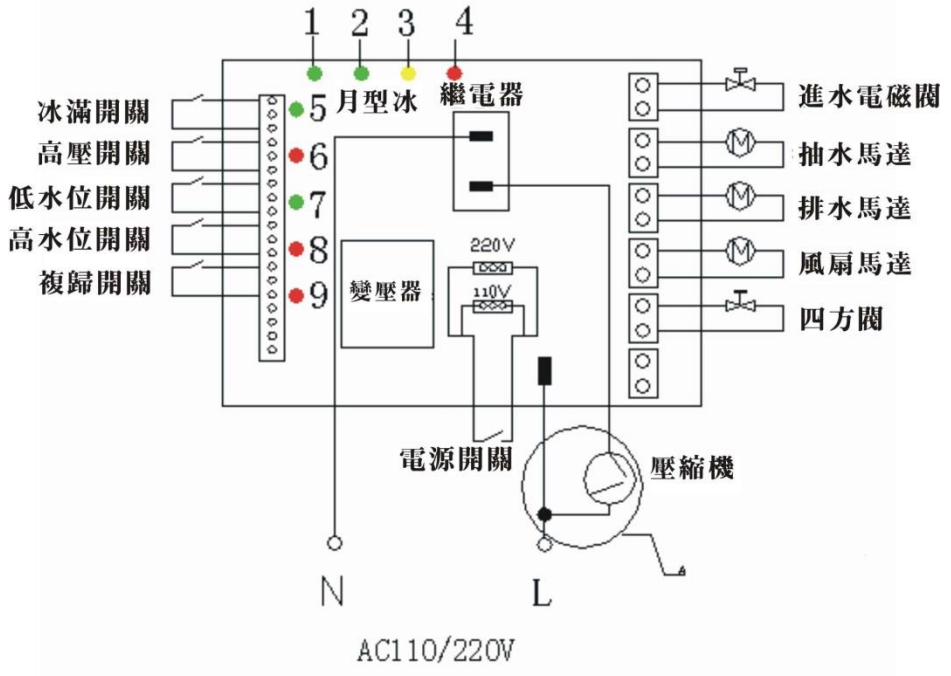 1 2 3 4
月型冰 繼電器
冰滿開關
高壓開關
低水位開關
高水位開關
複歸開關
5
6
7
8
9
變壓器
220V
110V
進水電磁閥
抽水馬達
排水馬達
風扇馬達
四方閥
電源開關
壓縮機
M
M
M
N L
AC110/220V